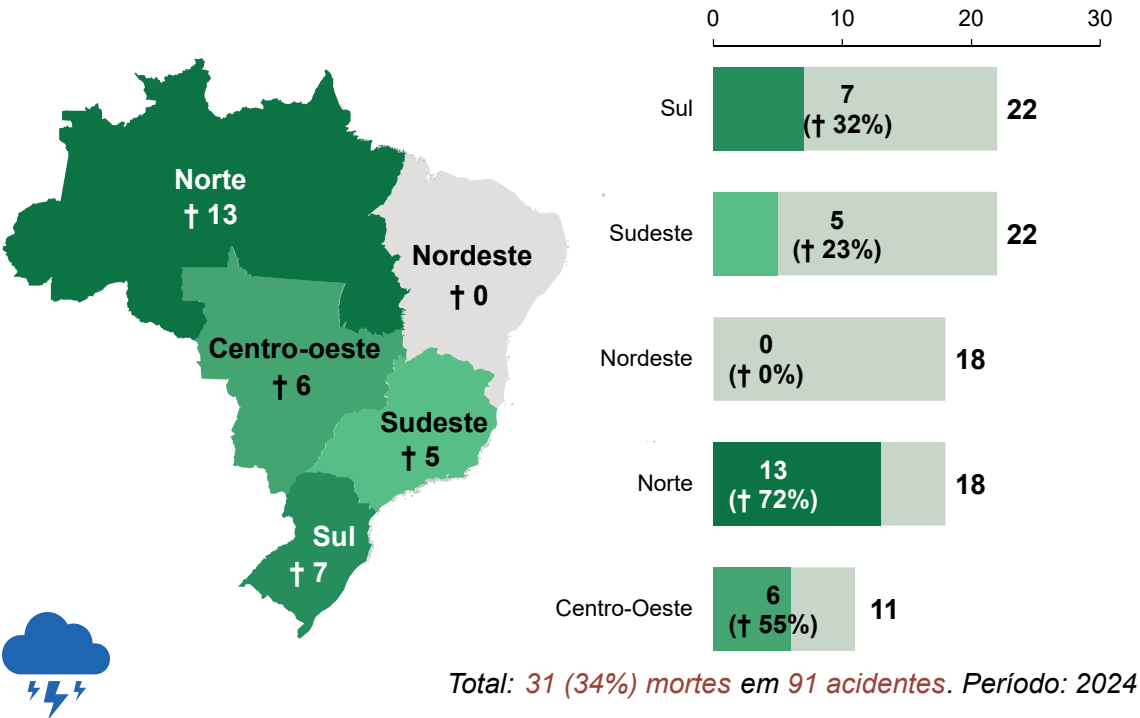 Norte
† 13
Nordeste
† 0
Centro-oeste
† 6
Sudeste
† 5
Sul
† 7
0 10 20 30
Sul
7
(† 32%)
22
Sudeste
5
(† 23%)
22
Nordeste
0
(† 0%)
18
Norte
13
(† 72%)
18
Centro-Oeste
6
(† 55%)
11
Total: 31 (34%) mortes em 91 acidentes. Período: 2024